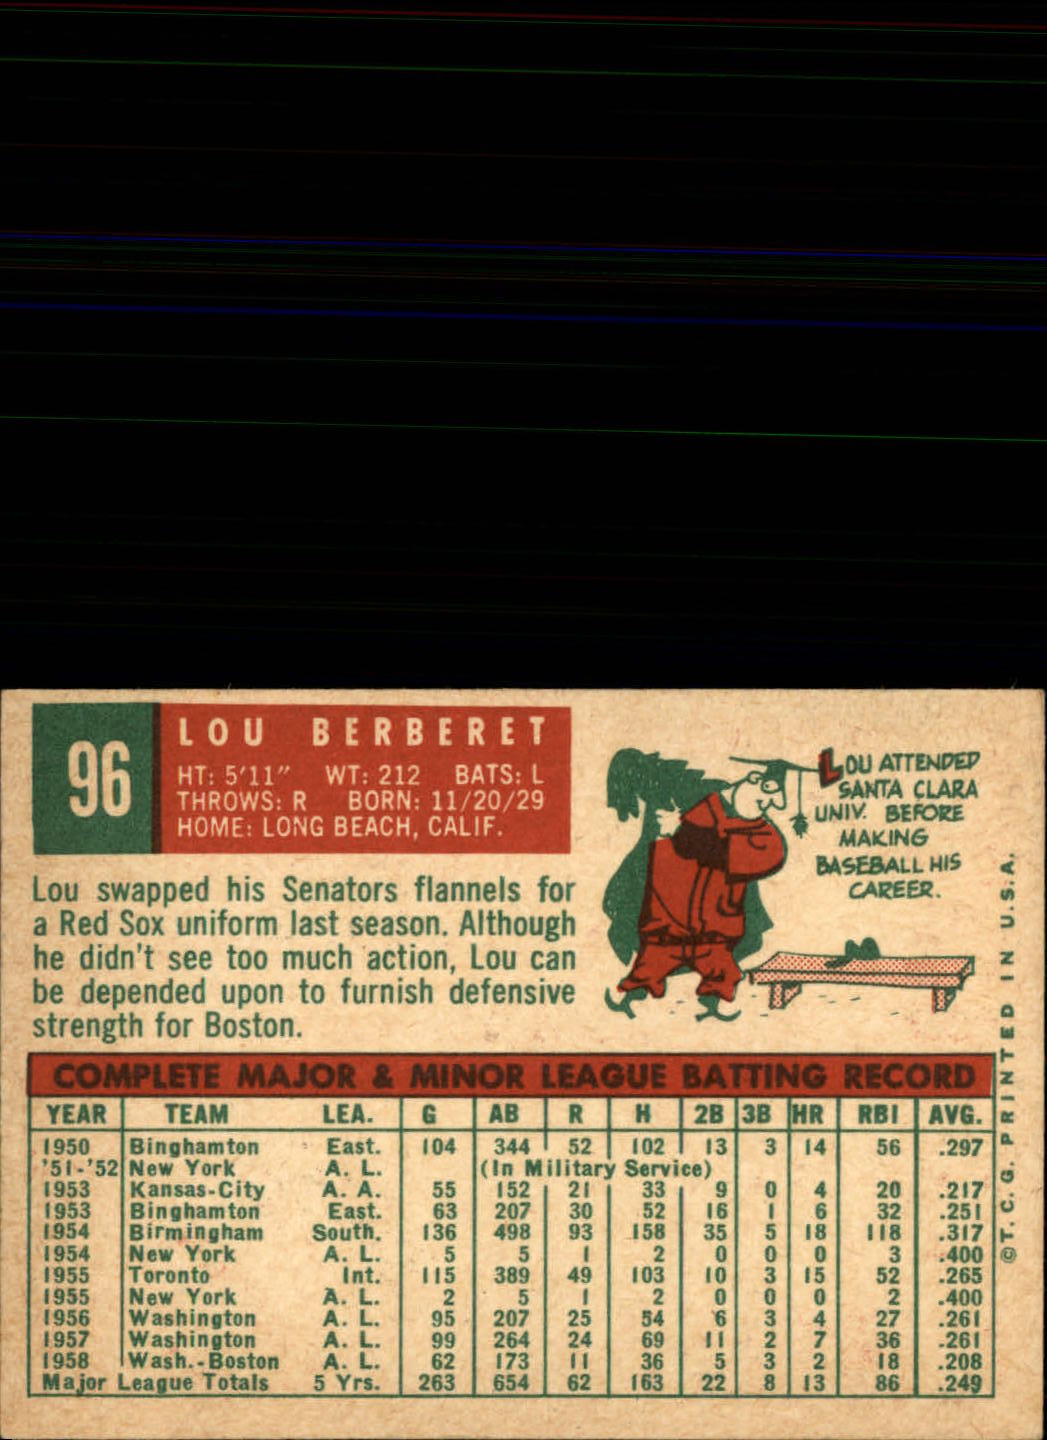 96
LOU BERBERET
HT: 5'11" WT: 212 BATS: L
THROWS: R BORN: 11/20/29
HOME: LONG BEACH, CALIF.
Lou swapped his Senators flannels for
a Red Sox uniform last season. Although
he didn't see too much action, Lou can
be depended upon to furnish defensive
strength for Boston.
LOU ATTENDED
SANTA CLARA
UNIV. BEFORE
MAKING
BASEBALL HIS
CAREER.
COMPLETE MAJOR & MINOR LEAGUE BATTING RECORD
YEAR TEAM LEA. G AB R H 2B 3B HR RBI AVG.
1950 Binghamton East. 104 344 52 102 13 3 14 56 .297
'51-'52 New York A. L. (In Military Service)
1953 Kansas-City A. A. 55 152 21 33 9 0 4 20 .217
1953 Binghamton East. 63 207 30 52 16 1 6 32 .251
1954 Birmingham South. 136 498 93 158 35 5 18 118 .317
1954 New York A. L. 5 5 1 2 0 0 0 3 .400
1955 Toronto Int. 115 389 49 103 10 3 15 52 .265
1955 New York A. L. 2 5 1 2 0 0 0 2 .400
1956 Washington A. L. 95 207 25 54 6 3 4 27 .261
1957 Washington A. L. 99 264 24 69 11 2 7 36 .261
1958 Wash.-Boston A. L. 62 173 11 36 5 3 2 18 .208
Major League Totals 5 Yrs. 263 654 62 163 22 8 13 86 .249
©T. C. G. PRINTED IN U. S. A.